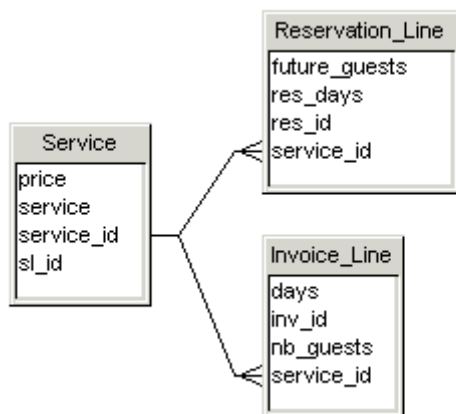 Reservation_Line
future_guests
res_days
res_id
service_id
Service
price
service
service_id
sl_id
Invoice_Line
days
inv_id
nb_guests
service_id